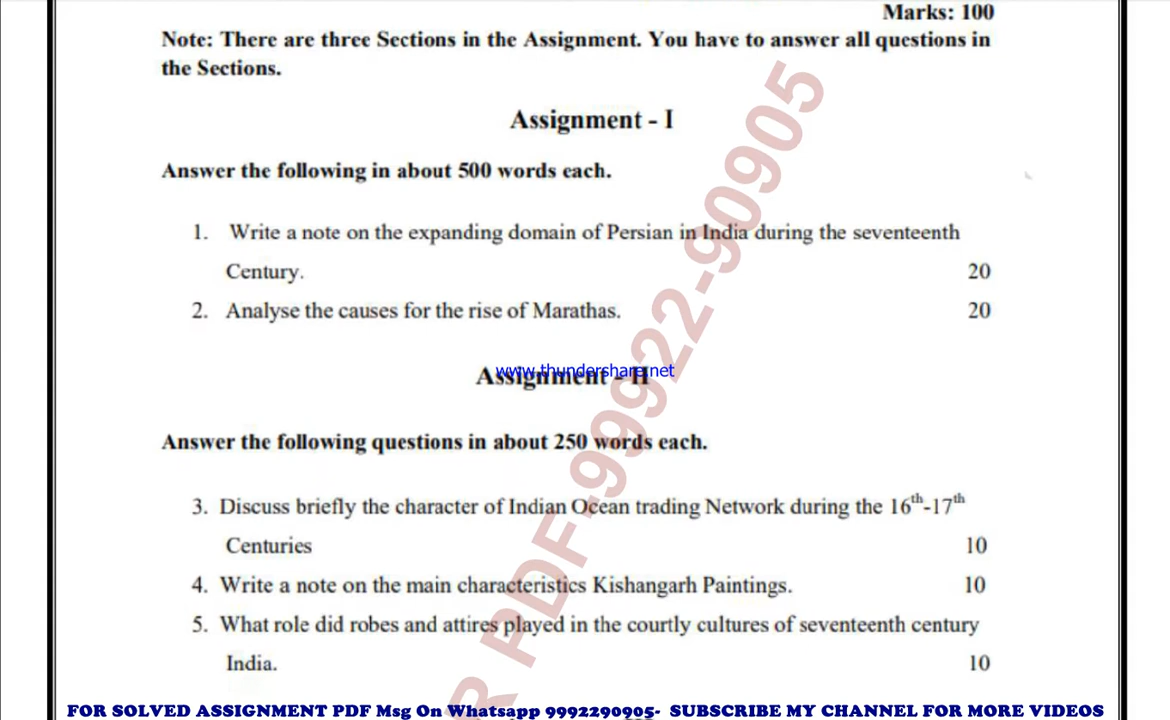 Marks: 100
Note: There are three Sections in the Assignment. You have to answer all questions in
the Sections.
Assignment - I
Answer the following in about 500 words each.
1. Write a note on the expanding domain of Persian in India during the seventeenth
Century. 20
2. Analyse the causes for the rise of Marathas. 20
www.thundershare.net
Assignment - II
Answer the following questions in about 250 words each.
3. Discuss briefly the character of Indian Ocean trading Network during the 16th-17th
Centuries 10
4. Write a note on the main characteristics Kishangarh Paintings. 10
5. What role did robes and attires played in the courtly cultures of seventeenth century
India. 10
R PDF-99922-90905
FOR SOLVED ASSIGNMENT PDF Msg On Whatsapp 9992290905- SUBSCRIBE MY CHANNEL FOR MORE VIDEOS